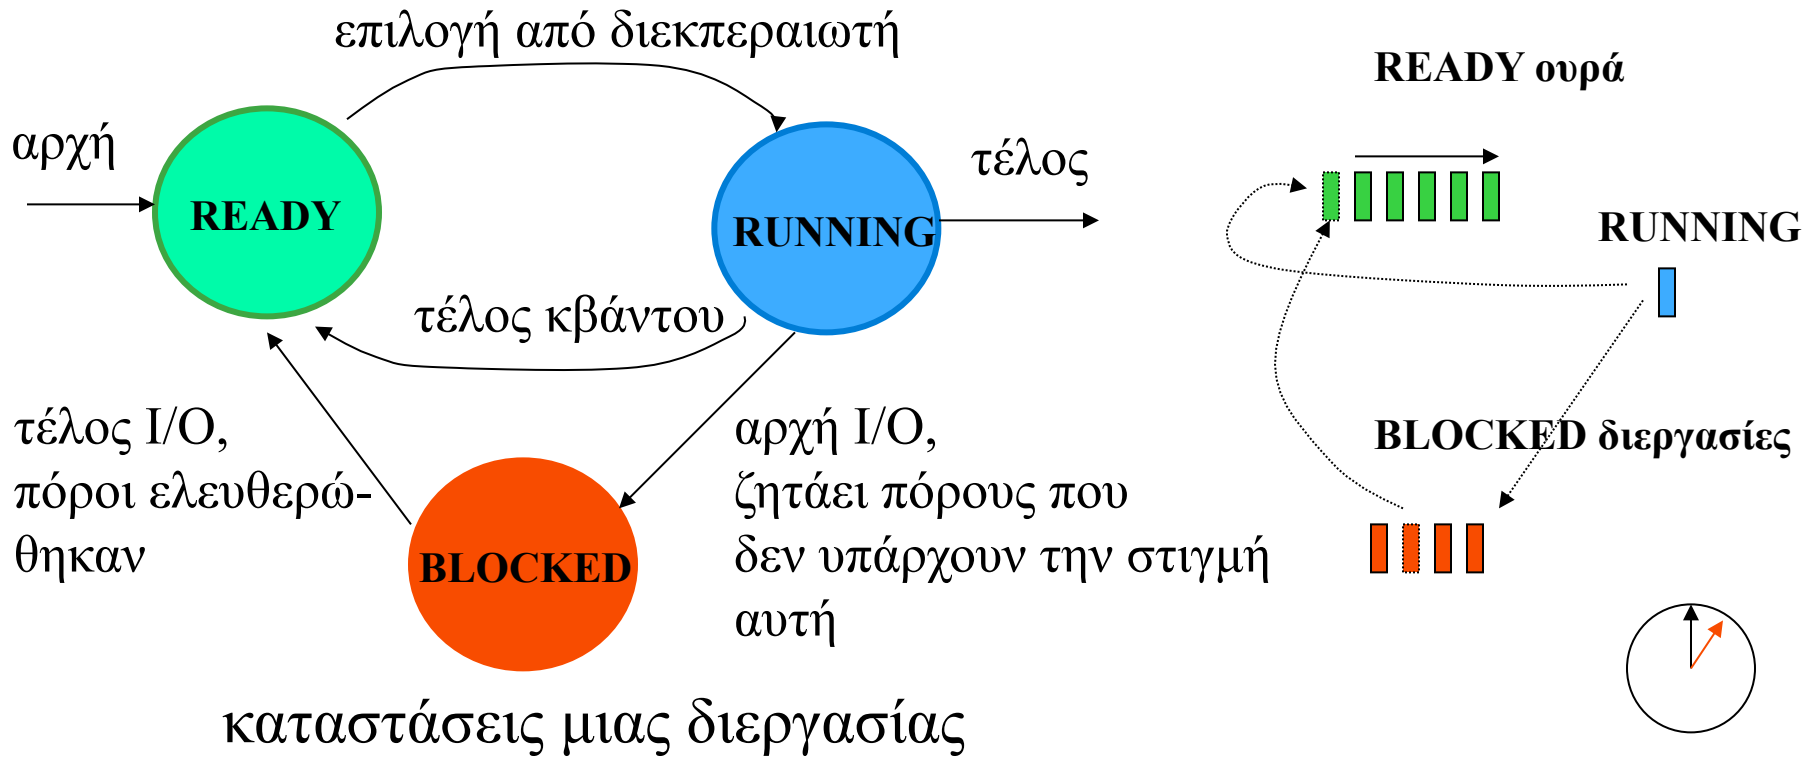 επιλογή από διεκπεραιωτή
αρχή
READY
RUNNING
τέλος
τέλος κβάντου
τέλος I/O,
πόροι ελευθερώ-
θηκαν
BLOCKED
αρχή I/O,
ζητάει πόρους που
δεν υπάρχουν την στιγμή
αυτή
καταστάσεις μιας διεργασίας
READY ουρά
RUNNING
BLOCKED διεργασίες